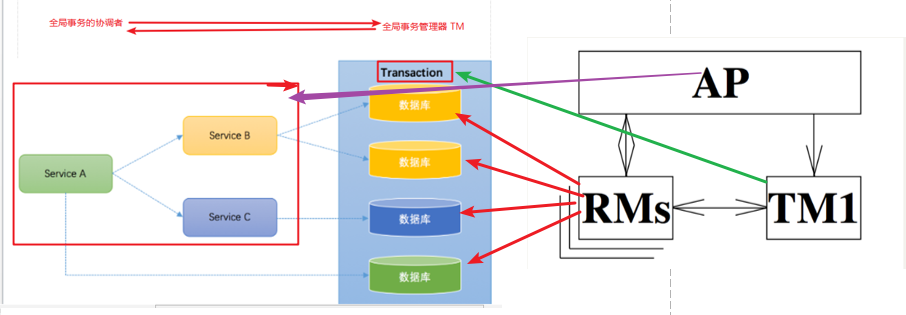 全局事务的协调者
全局事务管理器 TM
Transaction
数据库
Service B
数据库
Service A
Service C
数据库
数据库
AP
RMs
TM1